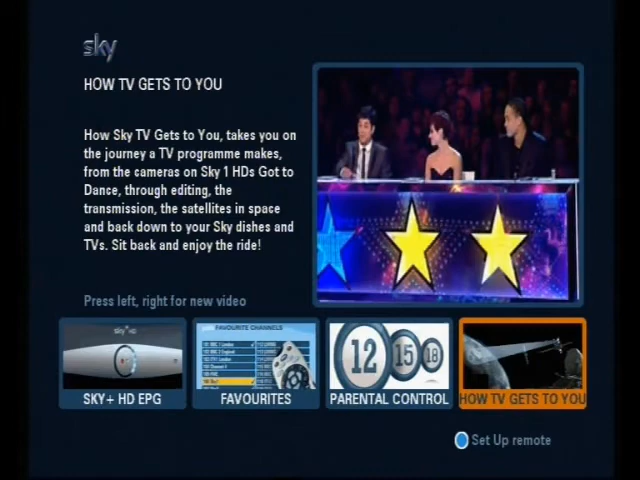 sky
HOW TV GETS TO YOU
How Sky TV Gets to You, takes you on
the journey a TV programme makes,
from the cameras on Sky 1 HDs Got to
Dance, through editing, the
transmission, the satellites in space
and back down to your Sky dishes and
TVs. Sit back and enjoy the ride!
Press left, right for new video
sky HD
FAVOURITE CHANNELS
12 15 18
SKY+ HD EPG
FAVOURITES
PARENTAL CONTROL
HOW TV GETS TO YOU
Set Up remote